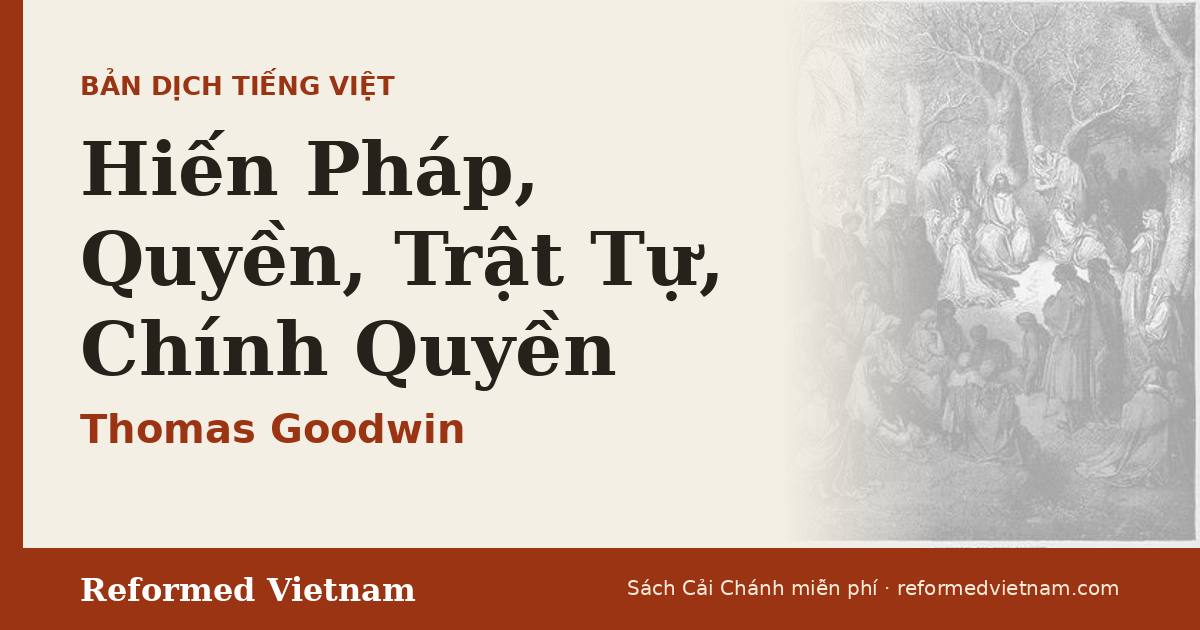 BẢN DỊCH TIẾNG VIỆT
Hiến Pháp,
Quyền, Trật Tự,
Chính Quyền
Thomas Goodwin
Reformed Vietnam
Sách Cải Chánh miễn phí · reformedvietnam.com